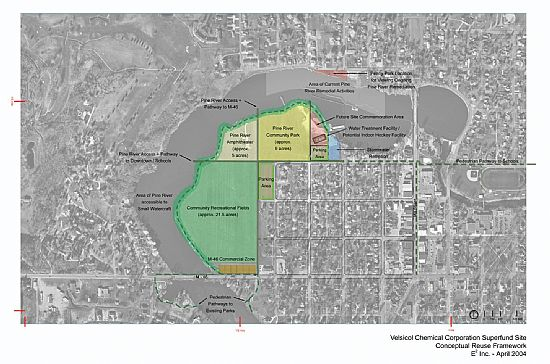 Penny Park Location
for Viewing Ongoing
Pine River Remediation
Area of Current Pine
River Remedial Activities
Pine River Access +
Pathway to M-46
Future Site Commemoration Area
Water Treatment Facility /
Potential Indoor Hockey Facility
Pine River
Amphitheater
(approx.
5 acres)
Pine River
Community Park
(approx.
8 acres)
Parking
Area
Stormwater
Retention
Pine River Access + Pathway
to Downtown / Schools
Pedestrian Pathway to Schools
Parking
Area
Area of Pine River
accessible to
Small Watercraft
Community Recreational Fields
(approx. 21.5 acres)
M-46 Commercial Zone
M - 46
Pedestrian
Pathways to
Existing Parks
Velsicol Chemical Corporation Superfund Site
Conceptual Reuse Framework
E² Inc. - April 2004